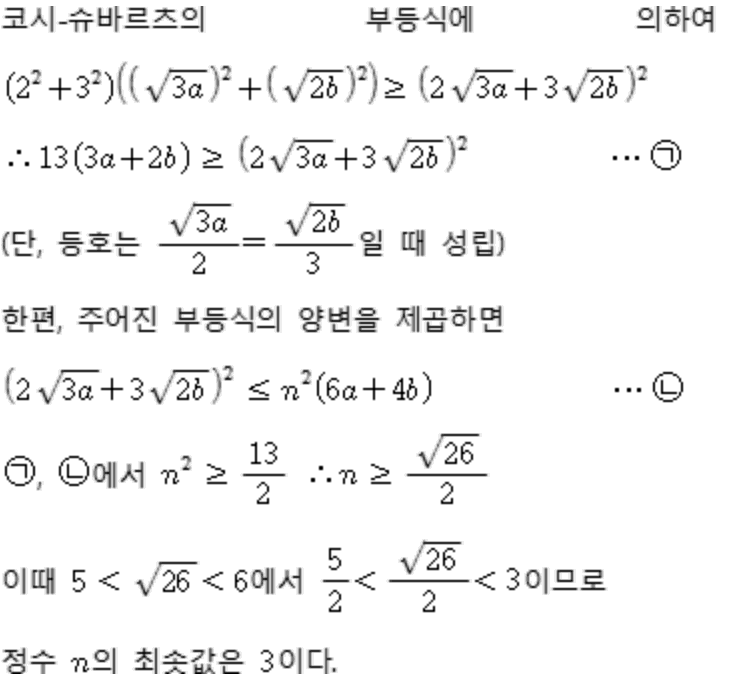 코시-슈바르츠의 부등식에 의하여
(2²+3²)((√(3a))²+(√(2b))²) ≥ (2√(3a)+3√(2b))²
∴ 13(3a+2b) ≥ (2√(3a)+3√(2b))² ⋯ ㉠
(단, 등호는 √(3a)/2 = √(2b)/3 일 때 성립)
한편, 주어진 부등식의 양변을 제곱하면
(2√(3a)+3√(2b))² ≤ n²(6a+4b) ⋯ ㉡
㉠, ㉡에서 n² ≥ 13/2 ∴ n ≥ √26/2
이때 5 < √26 < 6에서 5/2 < √26/2 < 3이므로
정수 n의 최솟값은 3이다.